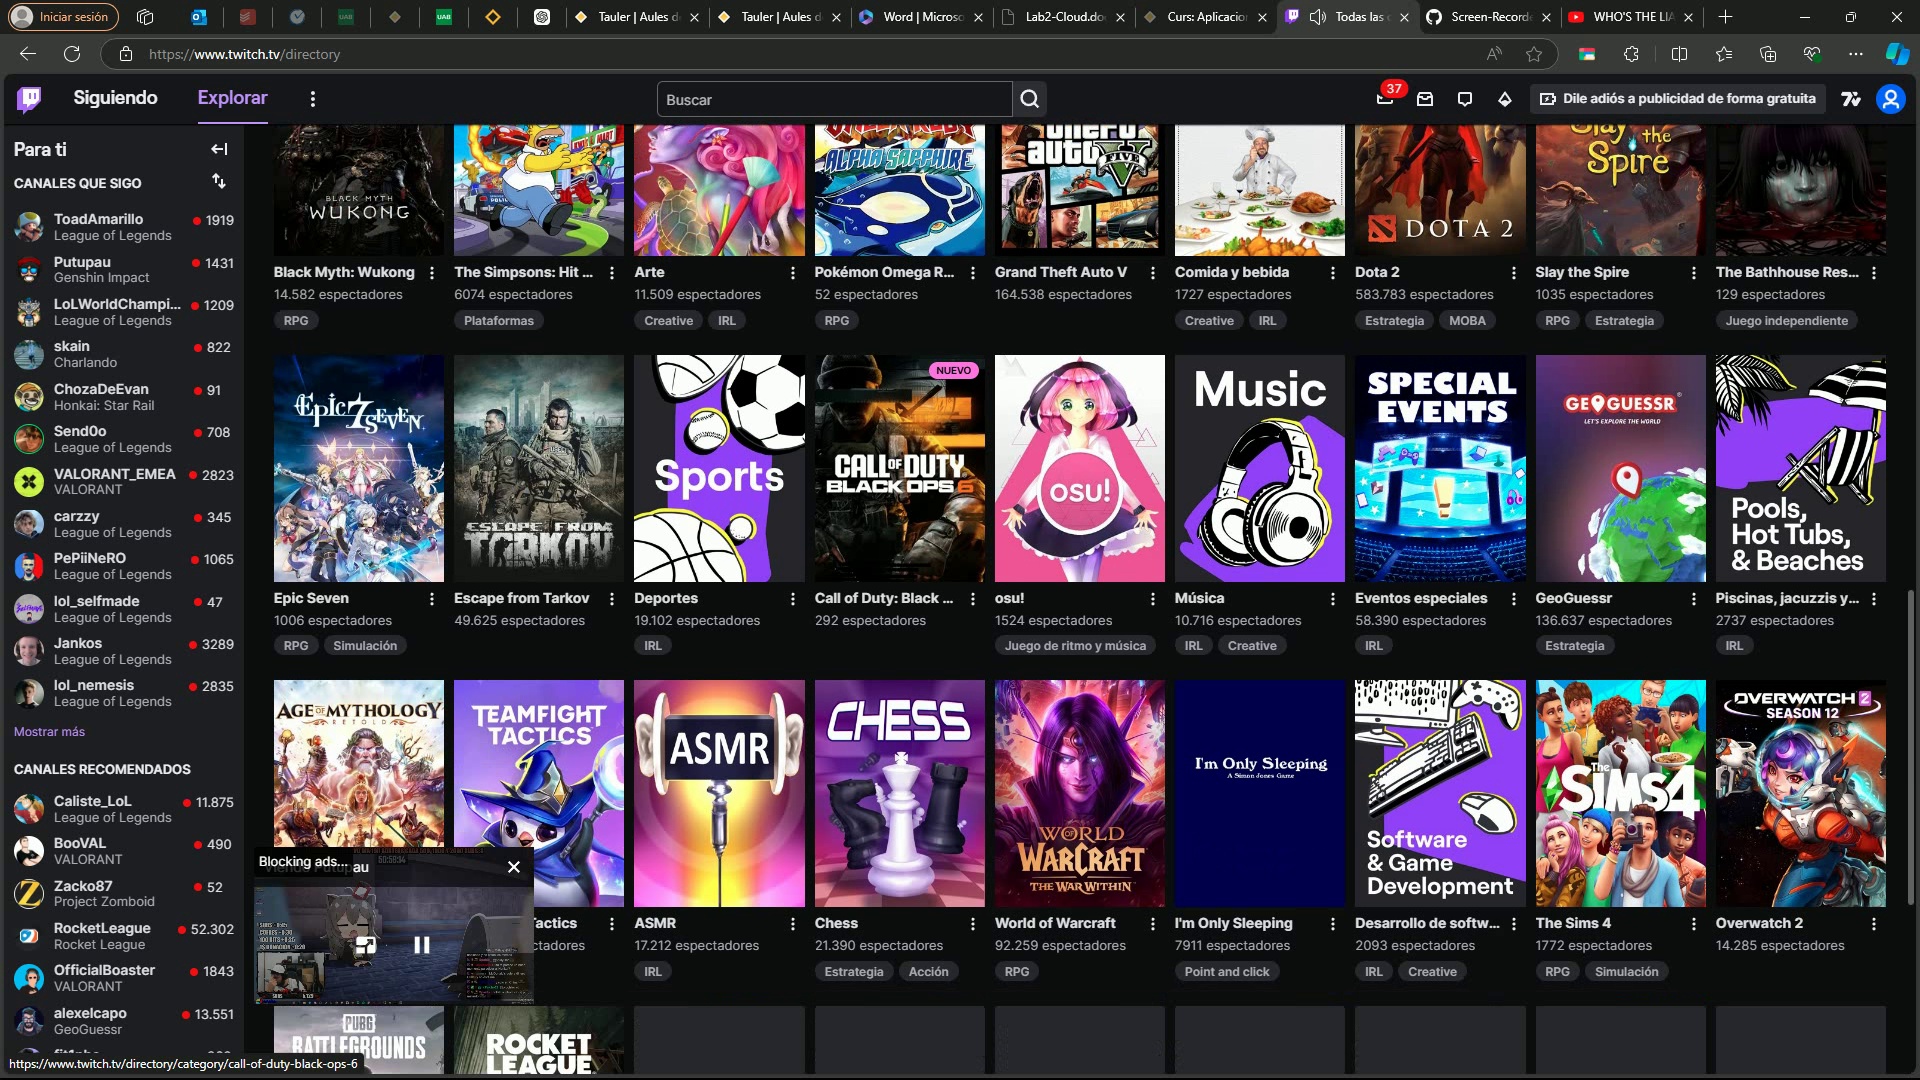 Iniciar sesión
UAB
UAB
Tauler | Aules d
Tauler | Aules d
Word | Microso
Lab2-Cloud.do
Curs: Aplicacio
Todas las c
Screen-Record
WHO'S THE LIA
https://www.twitch.tv/directory
Siguiendo
Explorar
Buscar
37
Dile adiós a publicidad de forma gratuita
Para ti
CANALES QUE SIGO
ToadAmarillo
1919
League of Legends
Putupau
1431
Genshin Impact
LoLWorldChampi...
1209
League of Legends
skain
822
Charlando
ChozaDeEvan
91
Honkai: Star Rail
Send0o
708
League of Legends
VALORANT_EMEA
2823
VALORANT
carzzy
345
League of Legends
PePiiNeRO
1065
League of Legends
lol_selfmade
47
League of Legends
Jankos
3289
League of Legends
lol_nemesis
2835
League of Legends
Mostrar más
CANALES RECOMENDADOS
Caliste_LoL
11.875
League of Legends
BooVAL
490
VALORANT
Zacko87
52
Project Zomboid
RocketLeague
52.302
Rocket League
OfficialBoaster
1843
VALORANT
alexelcapo
13.551
GeoGuessr
https://www.twitch.tv/directory/category/call-of-duty-black-ops-6
BLACK MYTH
WUKONG
ALPHA SAPPHIRE
theft
auto
V
FIVE
DOTA 2
Slay the
Spire
Black Myth: Wukong
14.582 espectadores
RPG
The Simpsons: Hit ...
6074 espectadores
Plataformas
Arte
11.509 espectadores
Creative
IRL
Pokémon Omega R...
52 espectadores
RPG
Grand Theft Auto V
164.538 espectadores
Comida y bebida
1727 espectadores
Creative
IRL
Dota 2
583.783 espectadores
Estrategia
MOBA
Slay the Spire
1035 espectadores
RPG
Estrategia
The Bathhouse Res...
129 espectadores
Juego independiente
Epic 7 SEVEN
ESCAPE FROM
TARKOV
Sports
NUEVO
CALL OF DUTY
BLACK OPS 6
osu!
Music
SPECIAL
EVENTS
GEOGUESSR
LET'S EXPLORE THE WORLD
Pools,
Hot Tubs,
& Beaches
Epic Seven
1006 espectadores
RPG
Simulación
Escape from Tarkov
49.625 espectadores
Deportes
19.102 espectadores
IRL
Call of Duty: Black ...
292 espectadores
osu!
1524 espectadores
Juego de ritmo y música
Música
10.716 espectadores
IRL
Creative
Eventos especiales
58.390 espectadores
IRL
GeoGuessr
136.637 espectadores
Estrategia
Piscinas, jacuzzis y...
2737 espectadores
IRL
AGE OF MYTHOLOGY
RETOLD
TEAMFIGHT
TACTICS
ASMR
CHESS
WORLD
OF
WARCRAFT
THE WAR WITHIN
I'm Only Sleeping
A Simon Jones Game
Software
& Game
Development
The
SIMS4
OVERWATCH 2
SEASON 12
Blocking ads...
Viendo Putupau
Tactics
ctadores
ASMR
17.212 espectadores
IRL
Chess
21.390 espectadores
Estrategia
Acción
World of Warcraft
92.259 espectadores
RPG
I'm Only Sleeping
7911 espectadores
Point and click
Desarrollo de softw...
2093 espectadores
IRL
Creative
The Sims 4
1772 espectadores
RPG
Simulación
Overwatch 2
14.285 espectadores
PUBG
BATTLEGROUNDS
ROCKET
LEAGUE